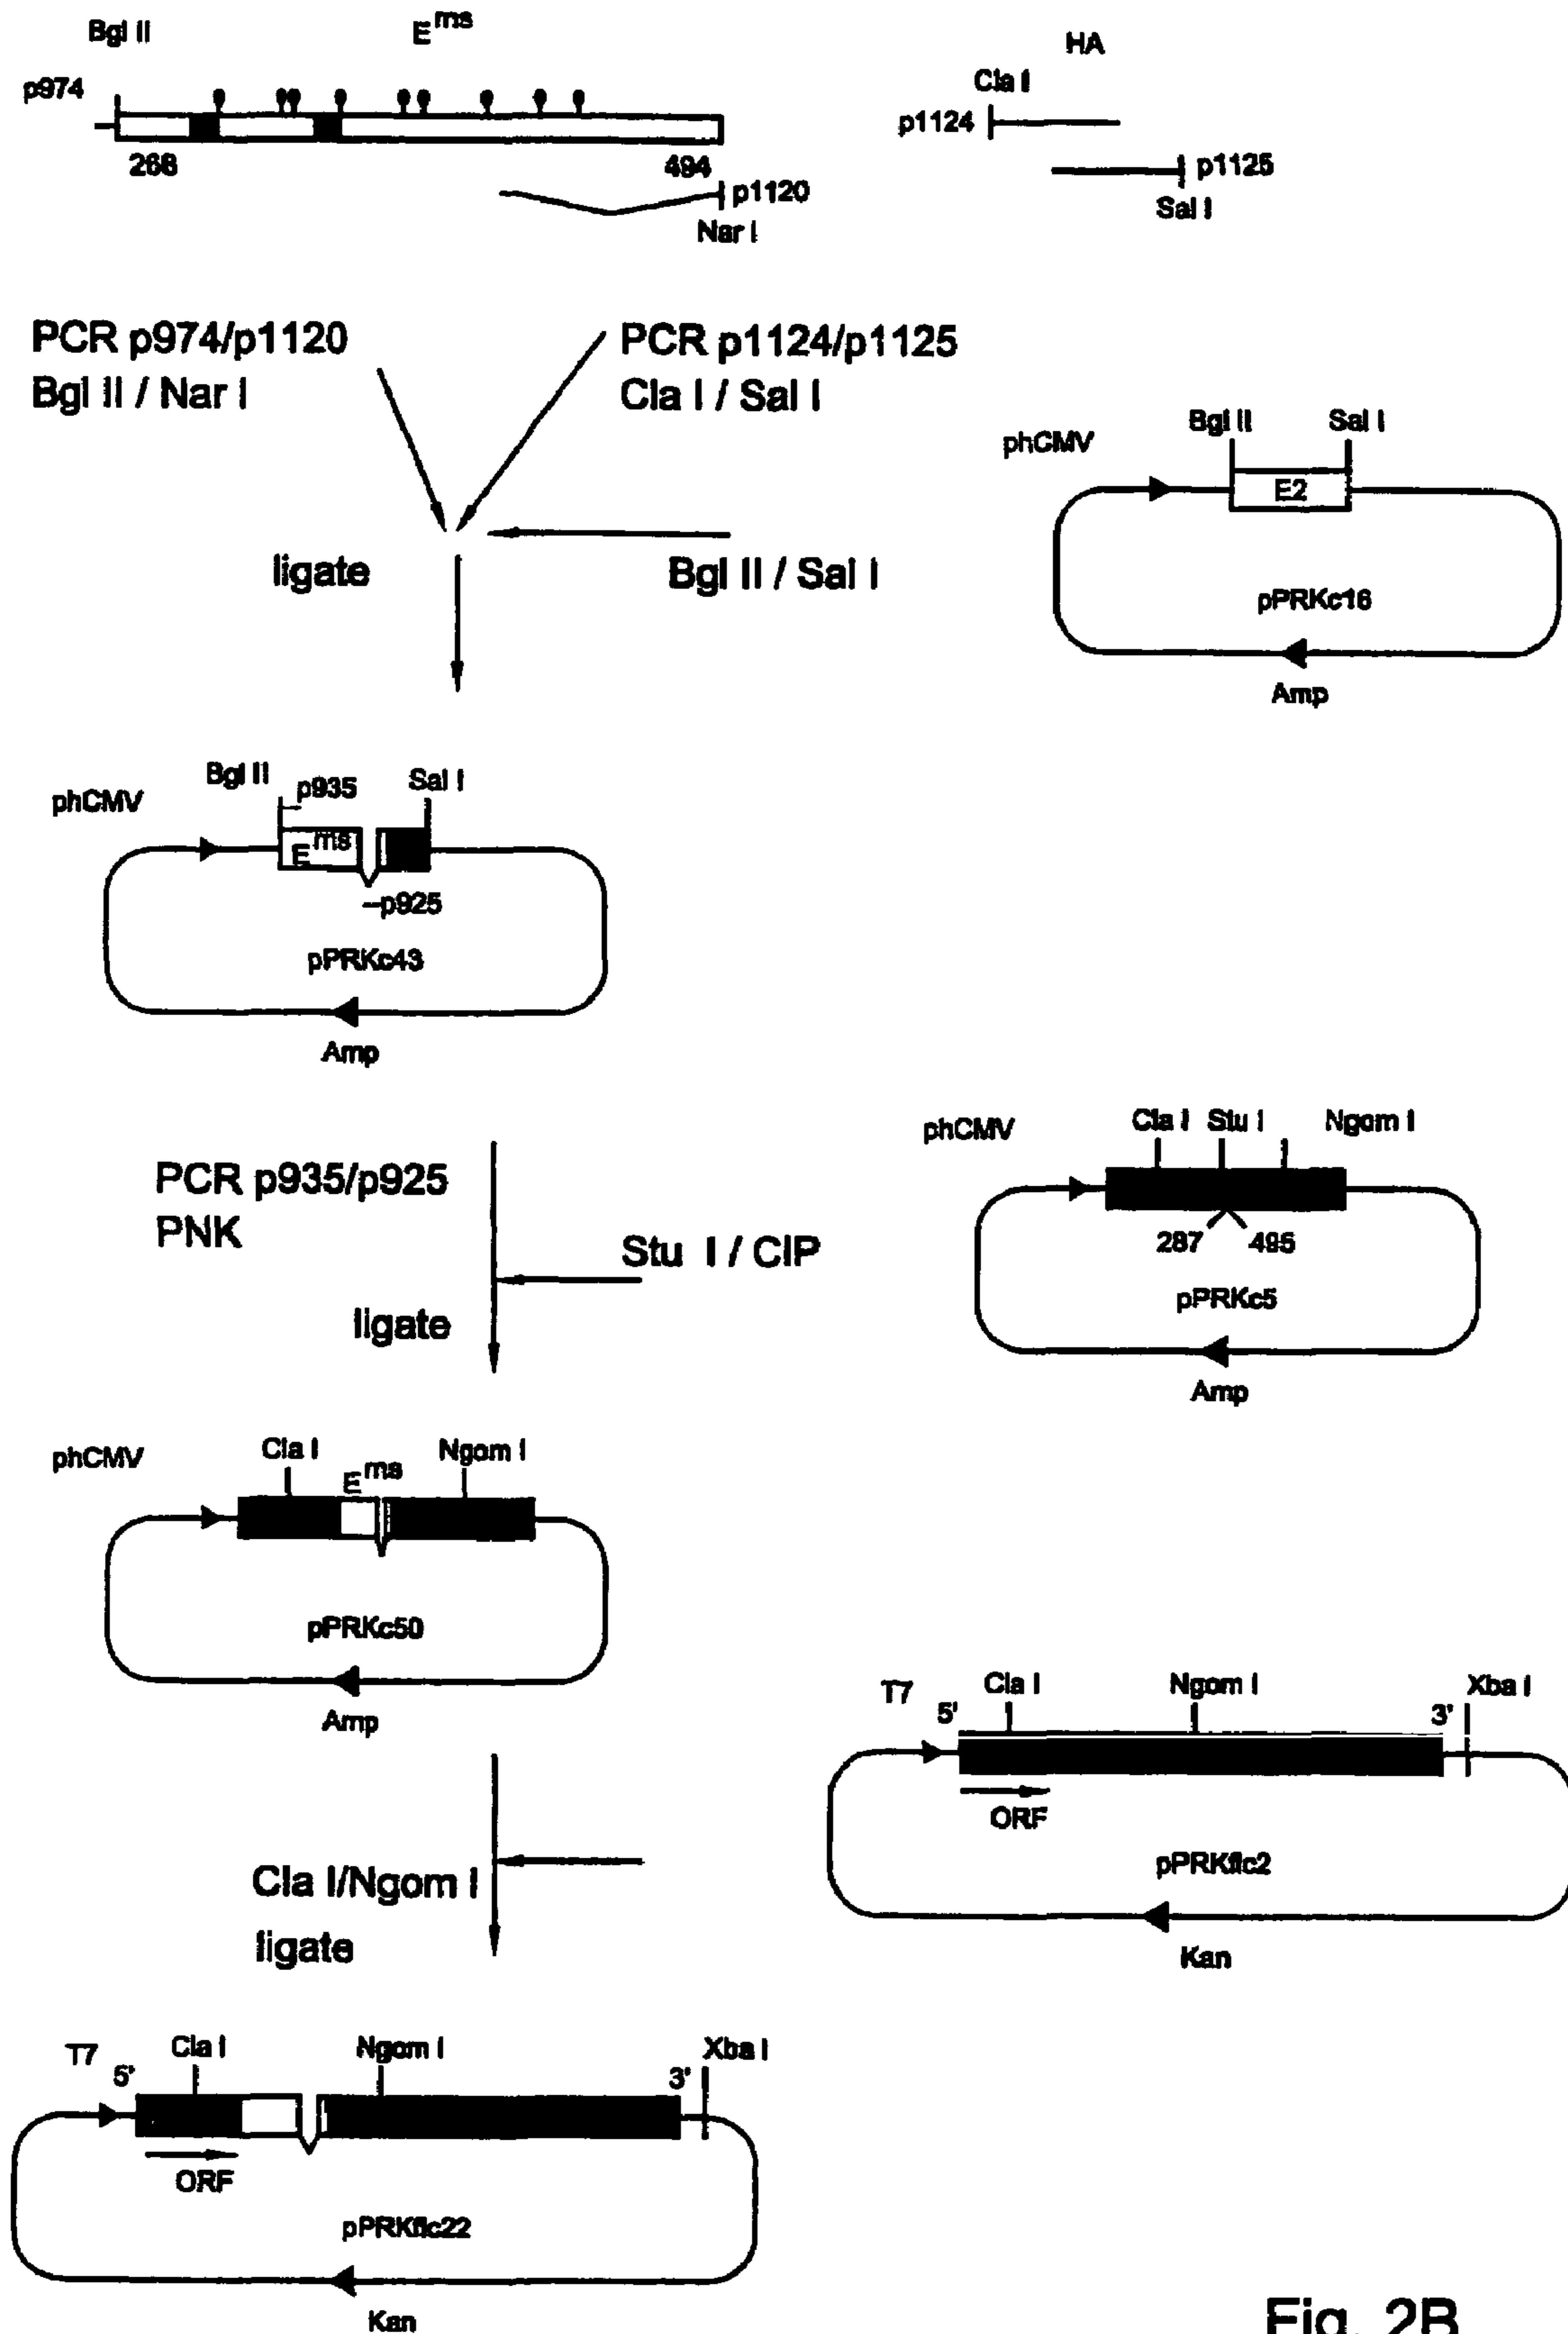 Bgl II
E^ms
HA
p974
Cla I
p1124
268
494
p1120
p1125
Nar I
Sal I
PCR p974/p1120
Bgl II / Nar I
PCR p1124/p1125
Cla I / Sal I
phCMV
Bgl II
Sal I
E2
ligate
Bgl II / Sal I
pPRKc16
Amp
phCMV
Bgl II
p935
Sal I
E^ms
p925
pPRKc43
Amp
phCMV
Cla I
Stu I
Ngom I
PCR p935/p925
PNK
Stu I / CIP
287
495
ligate
pPRKc5
Amp
phCMV
Cla I
E^ms
Ngom I
pPRKc50
Amp
T7
5'
Cla I
Ngom I
3'
Xba I
ORF
Cla I/Ngom I
ligate
pPRKflc2
Kan
T7
5'
Cla I
Ngom I
3'
Xba I
ORF
pPRKflc22
Kan
Fig. 2B